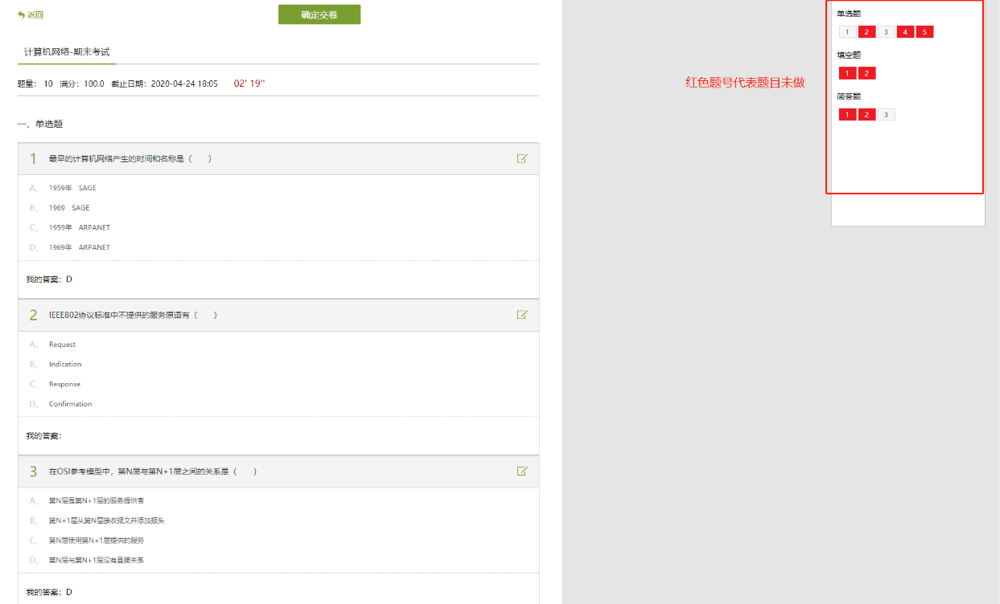 返回
确定交卷
计算机网络-期末考试
题量： 10 满分：100.0 截止日期：2020-04-24 18:05 02' 19''
一、单选题
1 最早的计算机网络产生的时间和名称是（ ）
A、 1959年 SAGE
B、 1969 SAGE
C、 1959年 ARPANET
D、 1969年 ARPANET
我的答案：D
2 IEEE802协议标准中不提供的服务原语有（ ）
A、 Request
B、 Indication
C、 Response
D、 Confirmation
我的答案：
3 在OSI参考模型中，第N层与第N+1层之间的关系是（ ）
A、 第N层是第N+1层的服务提供者
B、 第N+1层从第N层接收报文并添加报头
C、 第N层使用第N+1层提供的服务
D、 第N层与第N+1层没有直接关系
我的答案：D
红色题号代表题目未做
单选题
1 2 3 4 5
填空题
1 2
简答题
1 2 3